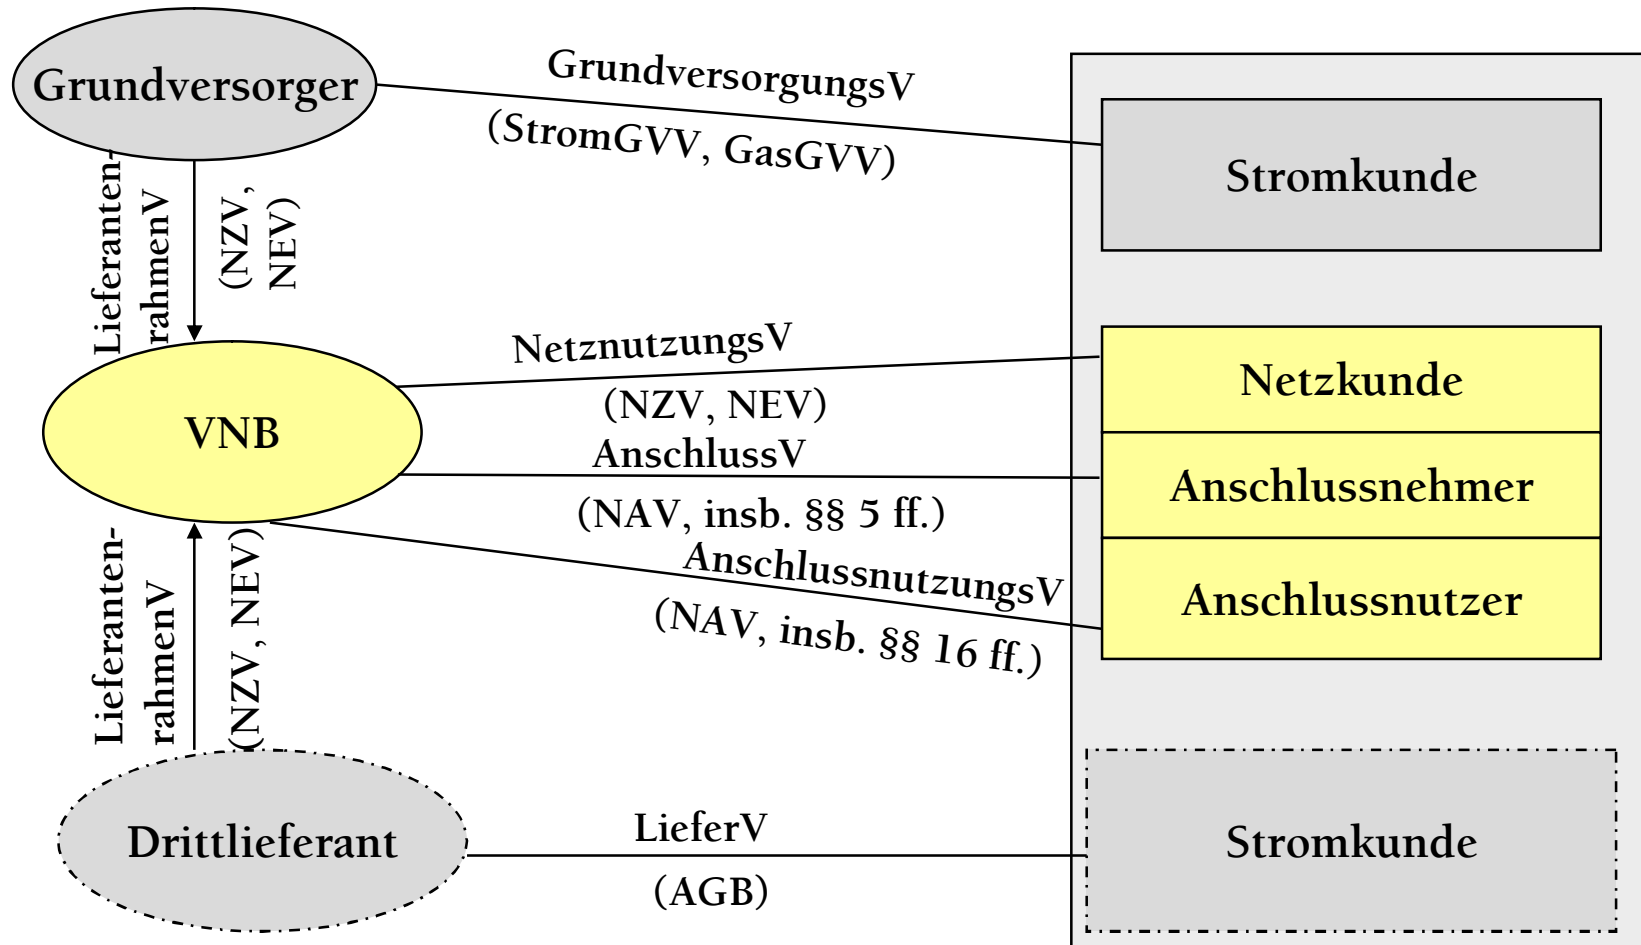 Grundversorger
GrundversorgungsV
(StromGVV, GasGVV)
Stromkunde
Lieferanten-
rahmenV
(NZV,
NEV)
NetznutzungsV
(NZV, NEV)
Netzkunde
VNB
AnschlussV
(NAV, insb. §§ 5 ff.)
Anschlussnehmer
AnschlussnutzungsV
(NAV, insb. §§ 16 ff.)
Anschlussnutzer
Lieferanten-
rahmenV
(NZV, NEV)
Drittlieferant
LieferV
(AGB)
Stromkunde